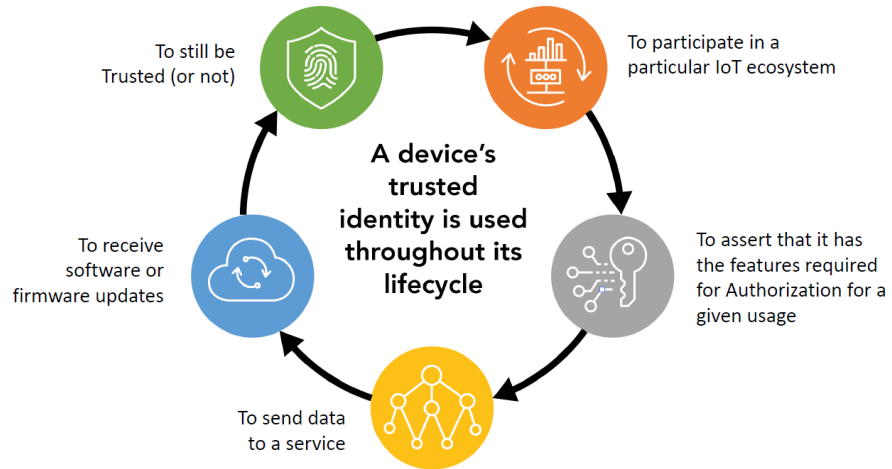 To still be
Trusted (or not)
To participate in a
particular IoT ecosystem
A device's
trusted
identity is used
throughout its
lifecycle
To receive
software or
firmware updates
To assert that it has
the features required
for Authorization for a
given usage
To send data
to a service